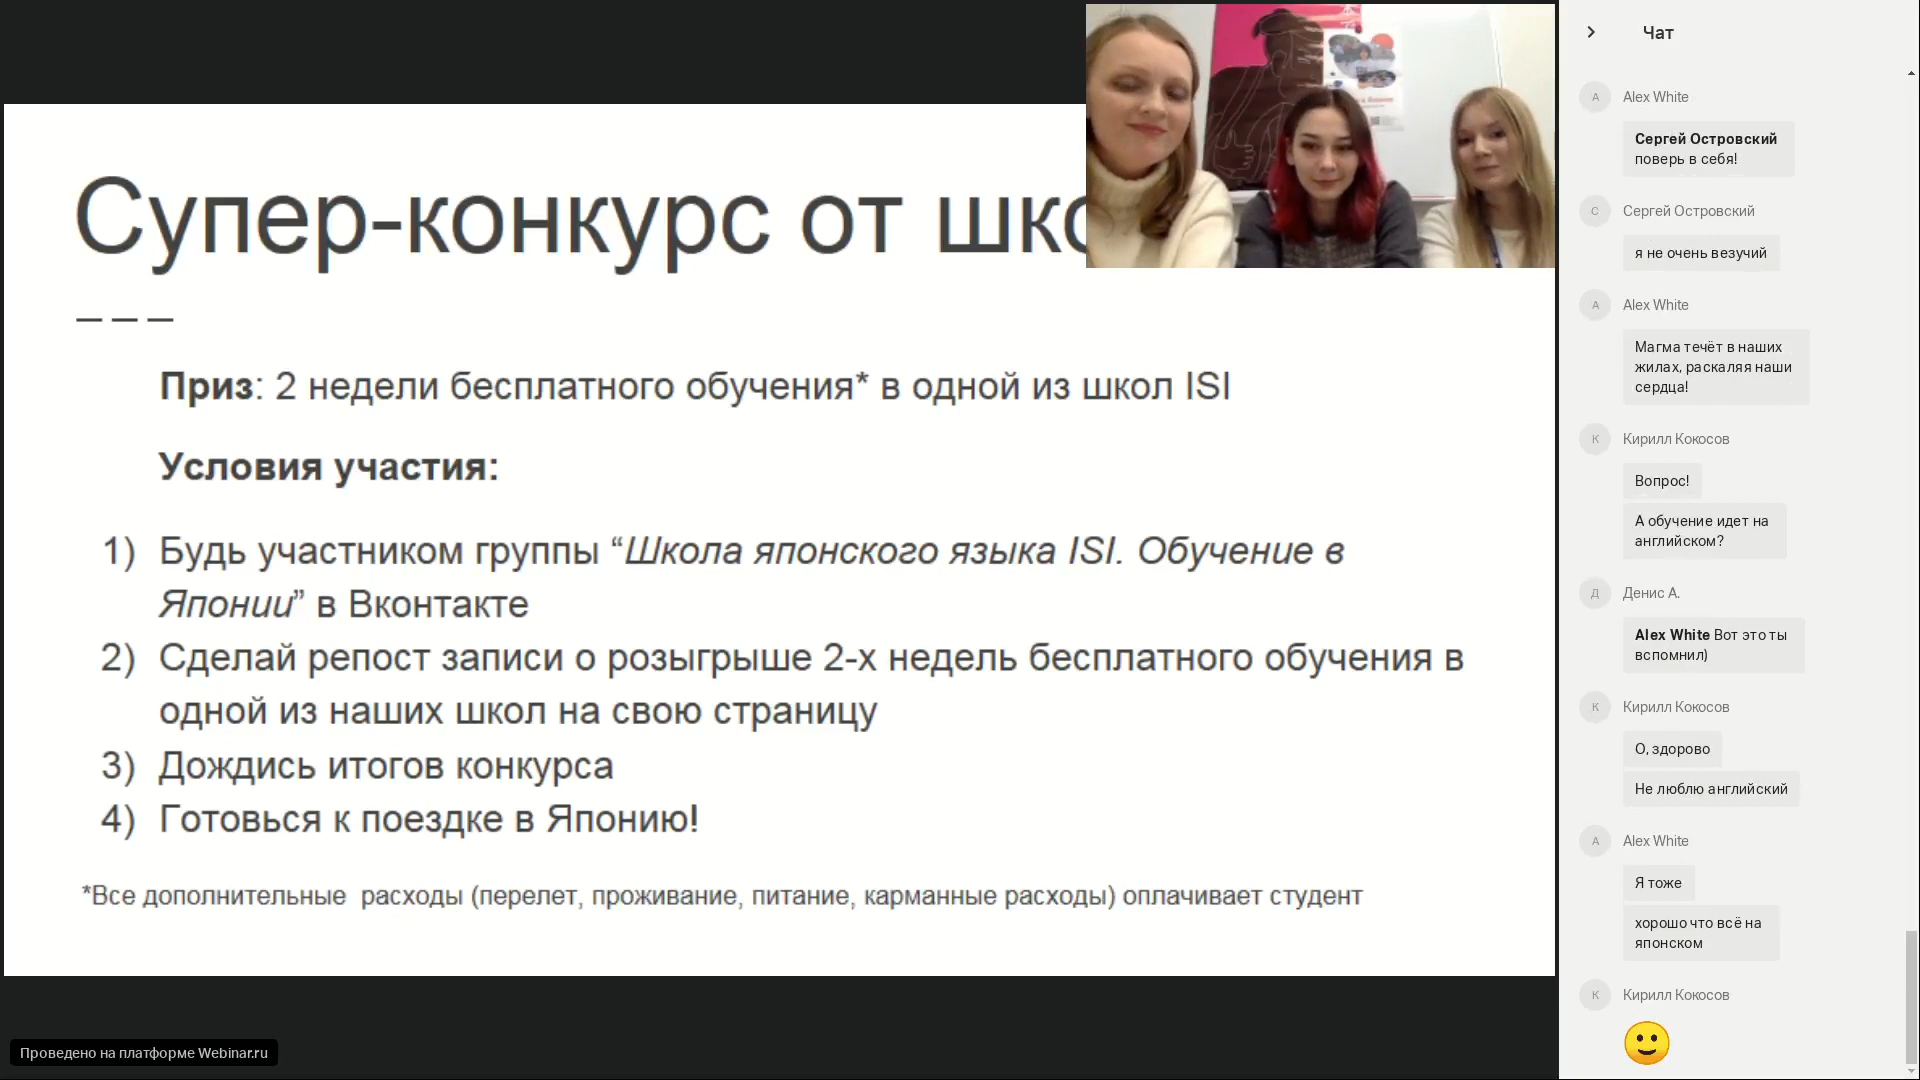 Супер-конкурс от шко
Приз: 2 недели бесплатного обучения* в одной из школ ISI
Условия участия:
1) Будь участником группы “Школа японского языка ISI. Обучение в
Японии” в Вконтакте
2) Сделай репост записи о розыгрыше 2-х недель бесплатного обучения в
одной из наших школ на свою страницу
3) Дождись итогов конкурса
4) Готовься к поездке в Японию!
*Все дополнительные расходы (перелет, проживание, питание, карманные расходы) оплачивает студент
Проведено на платформе Webinar.ru
Чат
A
Alex White
Сергей Островский
поверь в себя!
С
Сергей Островский
я не очень везучий
A
Alex White
Магма течёт в наших
жилах, раскаляя наши
сердца!
К
Кирилл Кокосов
Вопрос!
А обучение идет на
английском?
Д
Денис А.
Alex White Вот это ты
вспомнил)
К
Кирилл Кокосов
О, здорово
Не люблю английский
A
Alex White
Я тоже
хорошо что всё на
японском
К
Кирилл Кокосов